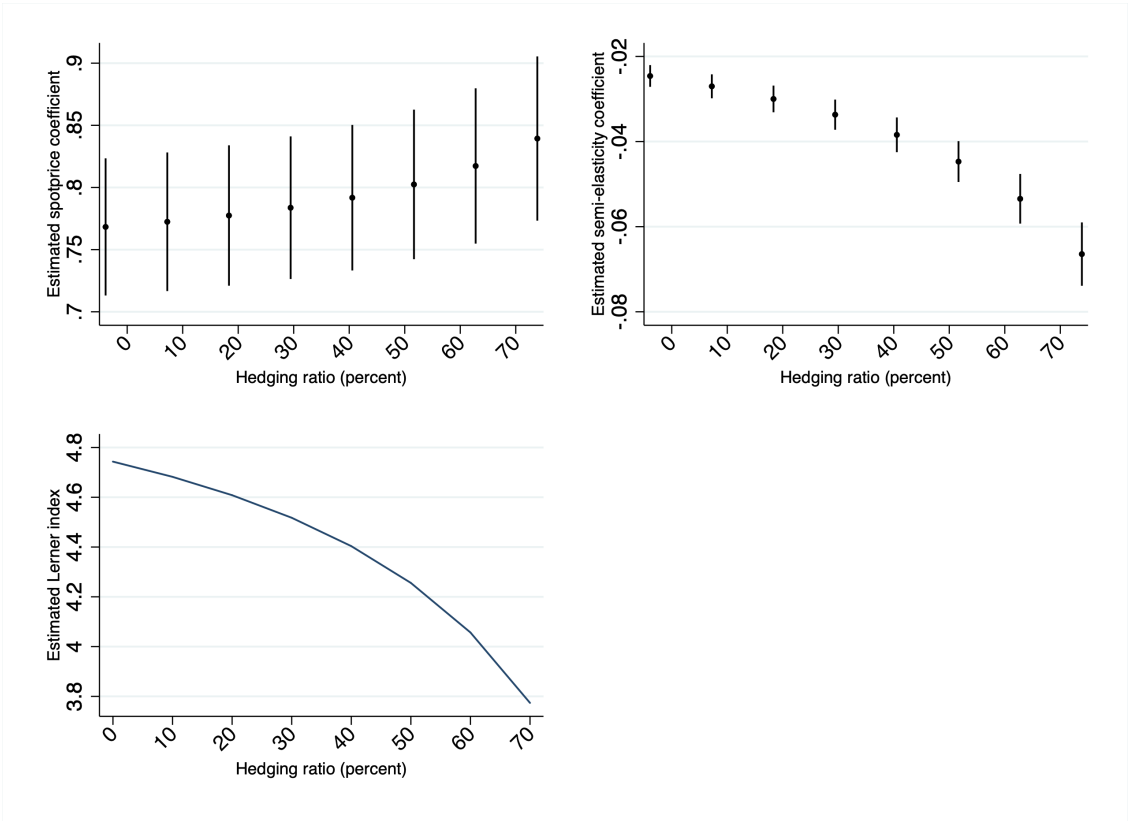 Estimated spotprice coefficient
.9
.85
.8
.75
.7
0 10 20 30 40 50 60 70
Hedging ratio (percent)
Estimated semi-elasticity coefficient
-.02
-.04
-.06
-.08
0 10 20 30 40 50 60 70
Hedging ratio (percent)
Estimated Lerner index
4.8
4.6
4.4
4.2
4
3.8
0 10 20 30 40 50 60 70
Hedging ratio (percent)